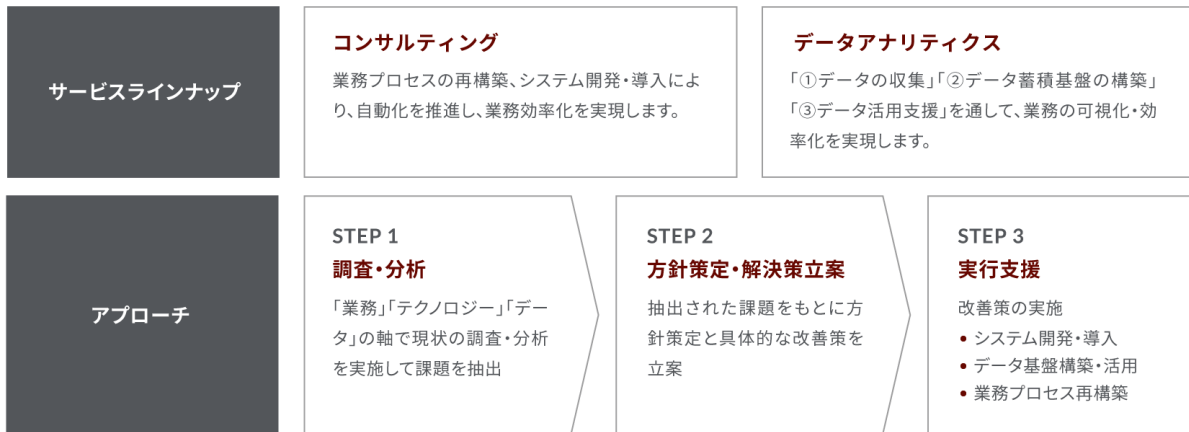 サービスラインナップ
コンサルティング
業務プロセスの再構築、システム開発・導入によ
り、自動化を推進し、業務効率化を実現します。
データアナリティクス
「①データの収集」「②データ蓄積基盤の構築」
「③データ活用支援」を通して、業務の可視化・効
率化を実現します。
アプローチ
STEP 1
調査・分析
「業務」「テクノロジー」「デー
タ」の軸で現状の調査・分析
を実施して課題を抽出
STEP 2
方針策定・解決策立案
抽出された課題をもとに方
針策定と具体的な改善策を
立案
STEP 3
実行支援
改善策の実施
• システム開発・導入
• データ基盤構築・活用
• 業務プロセス再構築